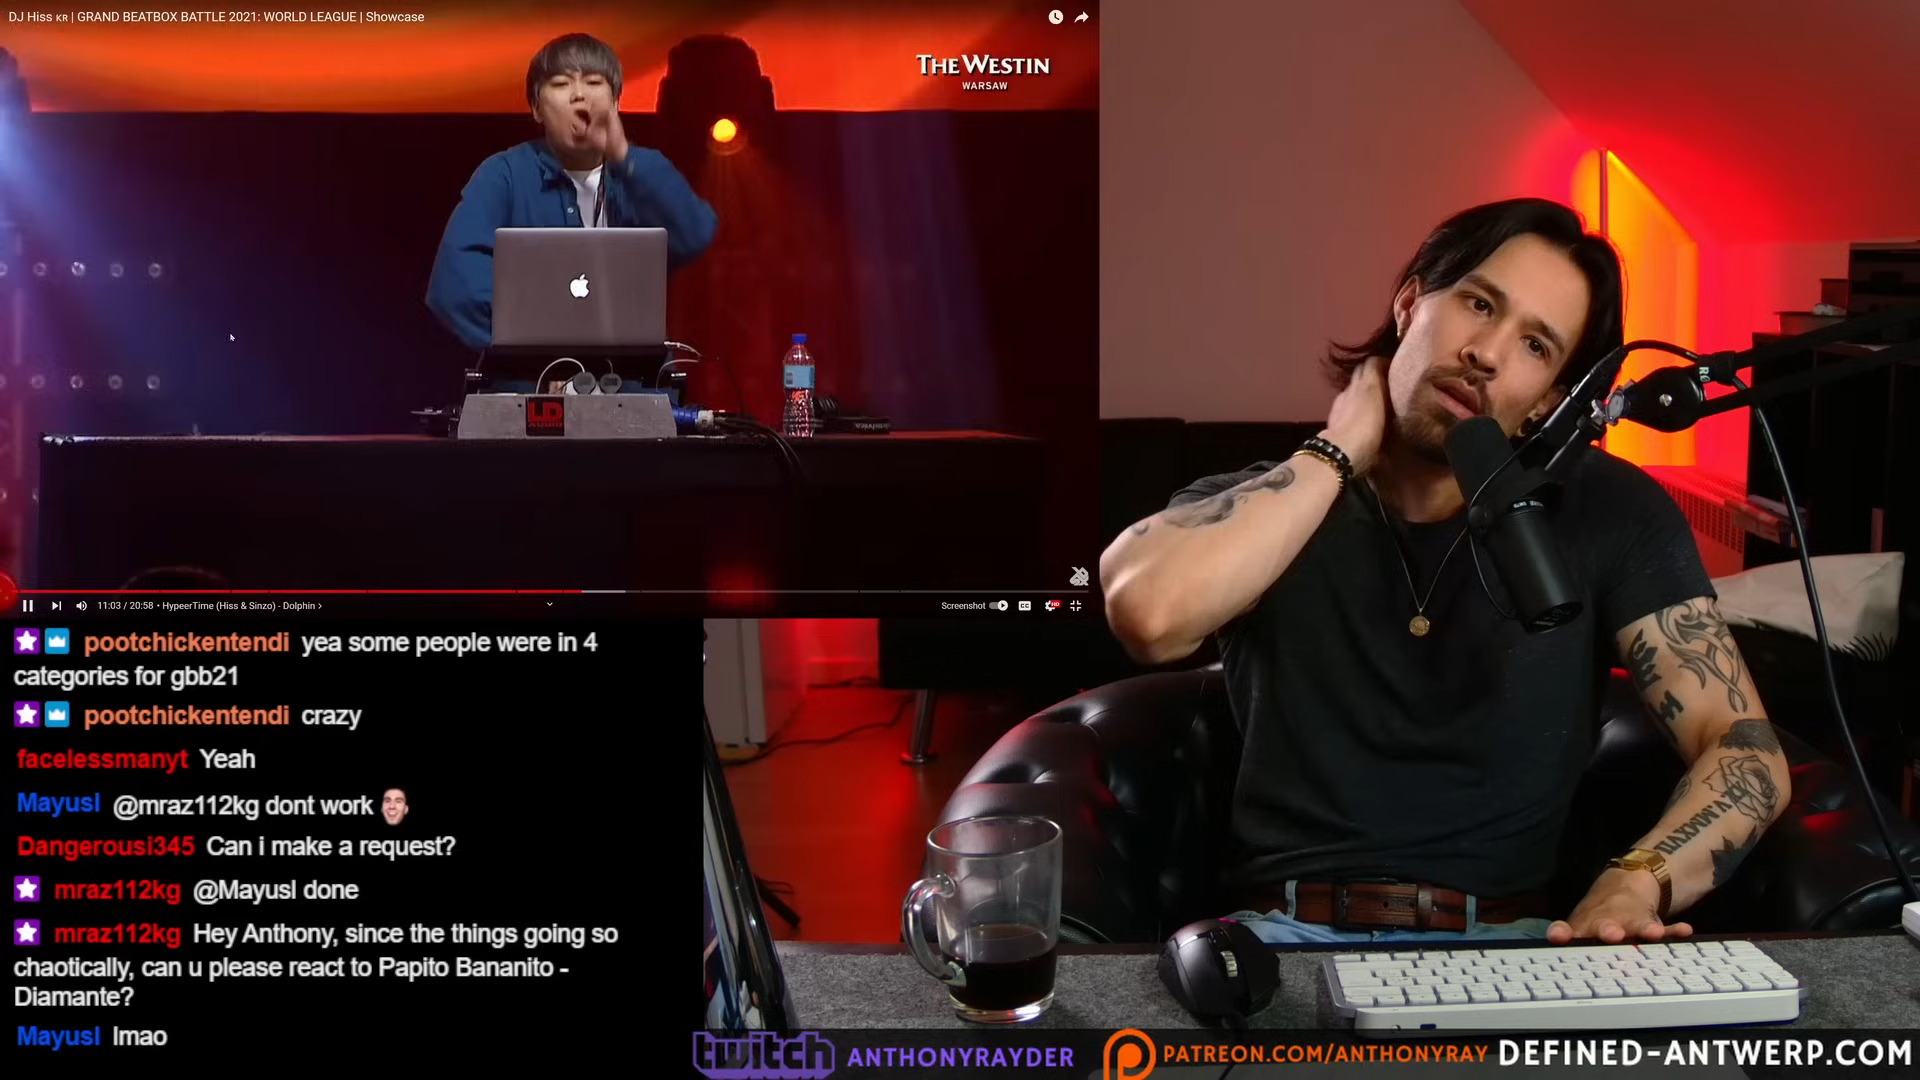 DJ Hiss KR | GRAND BEATBOX BATTLE 2021: WORLD LEAGUE | Showcase
THE WESTIN
WARSAW
LD
11:03 / 20:58 • HypeerTime (Hiss & Sinzo) - Dolphin ›
Screenshot
CC
HD
pootchickentendi yea some people were in 4
categories for gbb21
pootchickentendi crazy
facelessmanyt Yeah
Mayusl @mraz112kg dont work
Dangerousi345 Can i make a request?
mraz112kg @Mayusl done
mraz112kg Hey Anthony, since the things going so
chaotically, can u please react to Papito Bananito -
Diamante?
Mayusl lmao
twitch ANTHONYRAYDER
PATREON.COM/ANTHONYRAY
DEFINED-ANTWERP.COM